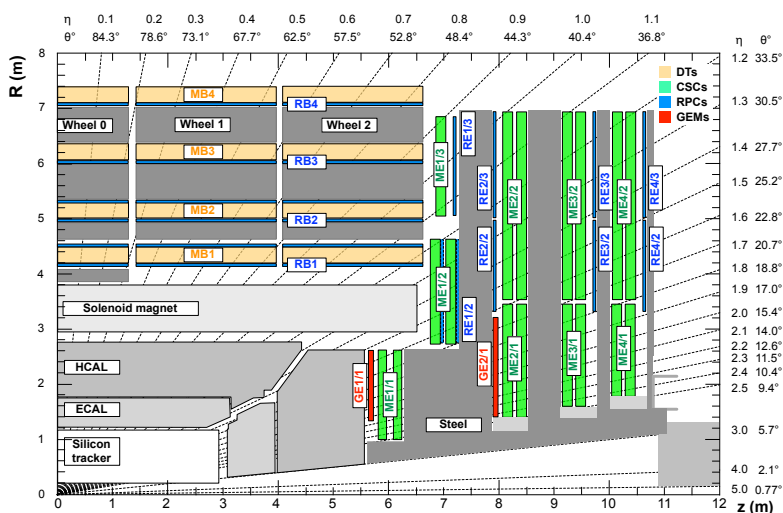 η 0.1 0.2 0.3 0.4 0.5 0.6 0.7 0.8 0.9 1.0 1.1 η θ°
θ° 84.3° 78.6° 73.1° 67.7° 62.5° 57.5° 52.8° 48.4° 44.3° 40.4° 36.8°
R (m)
8
7
6
5
4
3
2
1
0
1.2 33.5°
1.3 30.5°
1.4 27.7°
1.5 25.2°
1.6 22.8°
1.7 20.7°
1.8 18.8°
1.9 17.0°
2.0 15.4°
2.1 14.0°
2.2 12.6°
2.3 11.5°
2.4 10.4°
2.5 9.4°
3.0 5.7°
4.0 2.1°
5.0 0.77°
DTs
CSCs
RPCs
GEMs
MB4
RB4
Wheel 0
Wheel 1
Wheel 2
MB3
RB3
MB2
RB2
MB1
RB1
Solenoid magnet
HCAL
ECAL
Silicon
tracker
Steel
GE1/1
ME1/1
ME1/2
ME1/3
RE1/3
RE1/2
RE2/3
RE2/2
GE2/1
ME2/2
ME2/1
ME3/2
ME3/1
RE3/3
RE3/2
ME4/2
ME4/1
RE4/3
RE4/2
0 1 2 3 4 5 6 7 8 9 10 11 12
z (m)